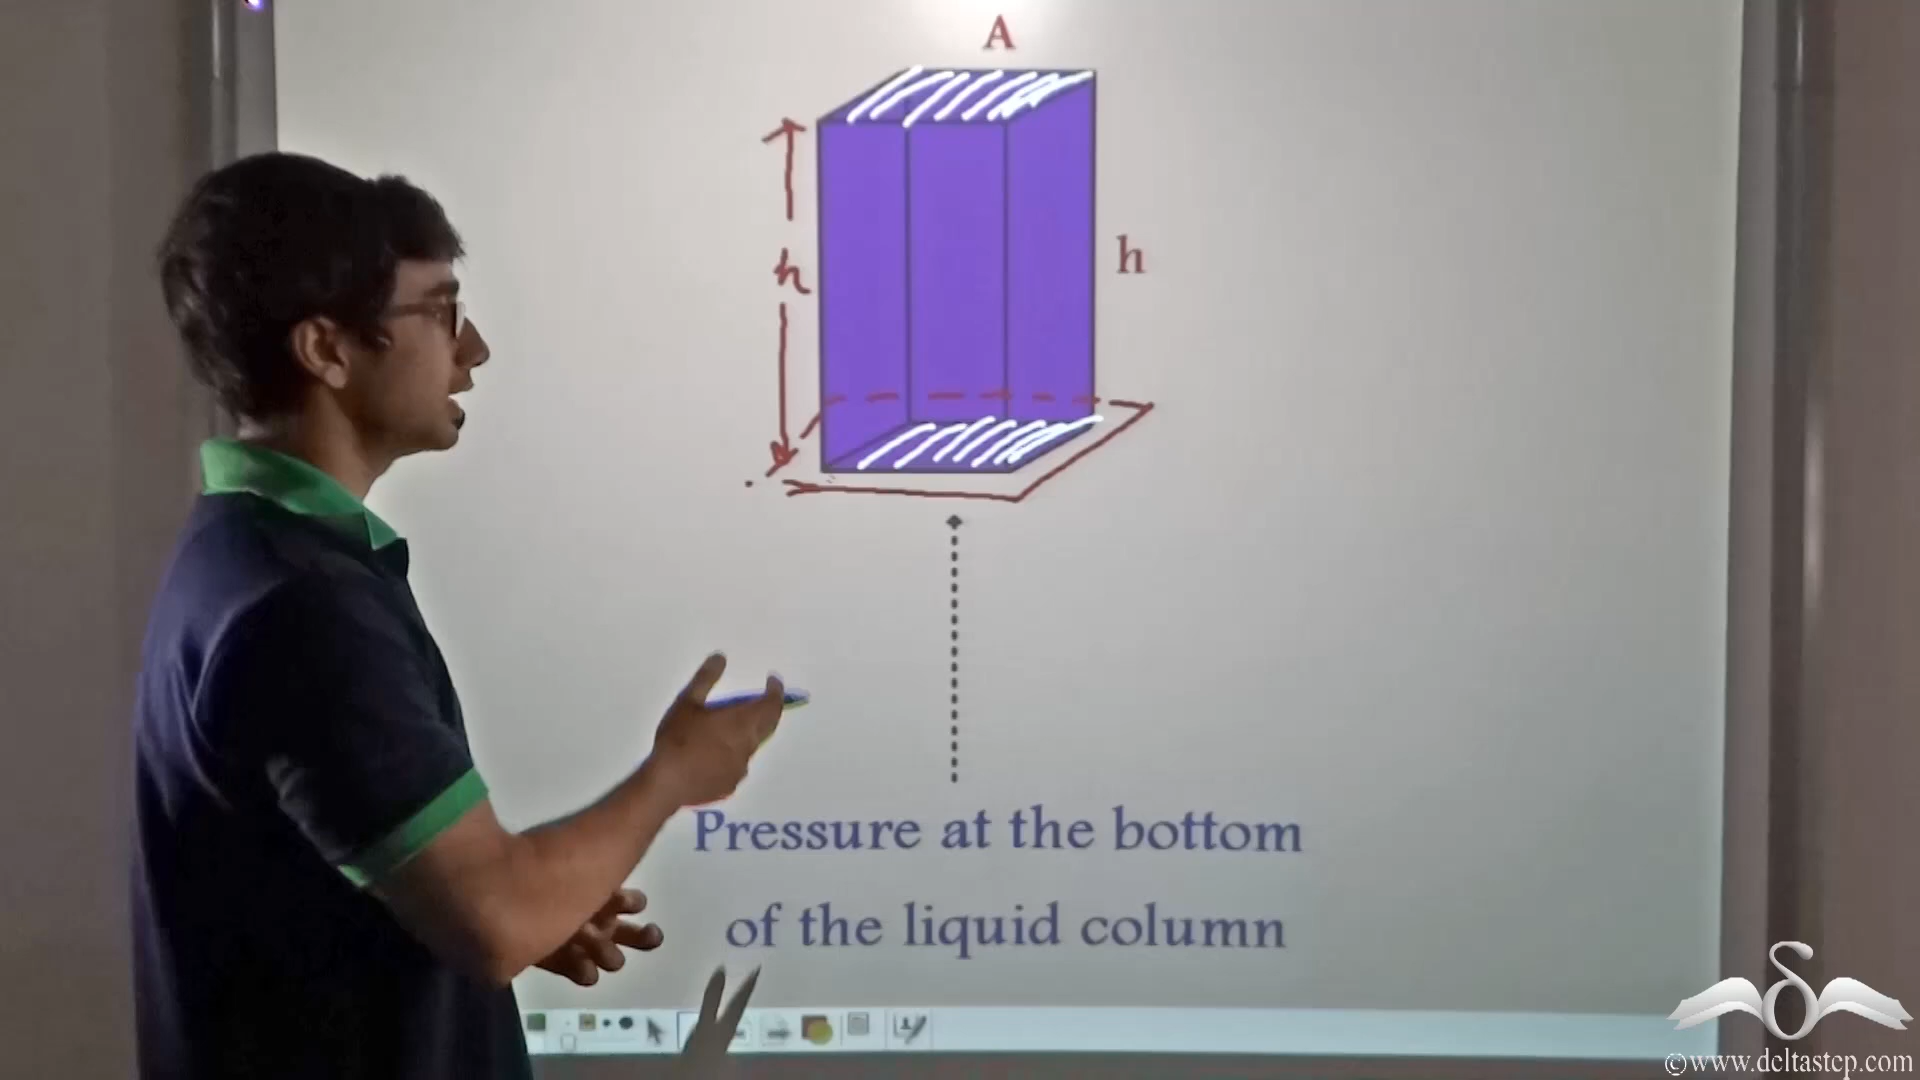 A
h
h
Pressure at the bottom
of the liquid column
©www.deltastep.com